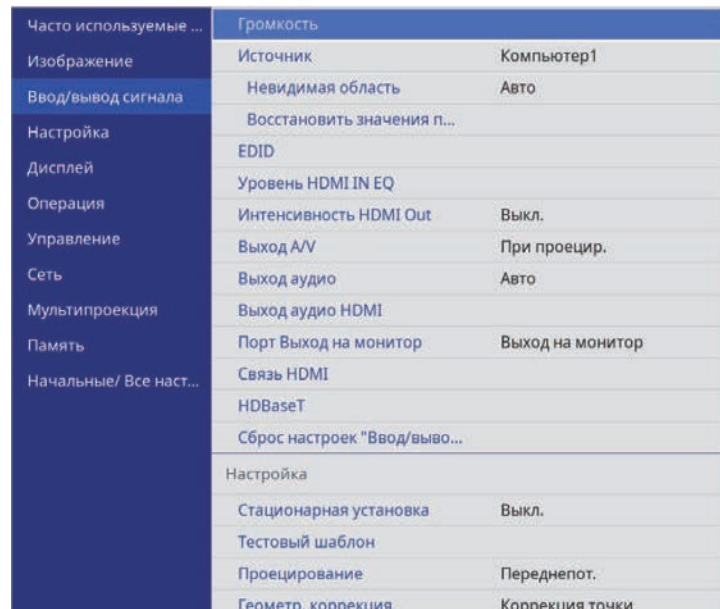 Часто используемые ...
Изображение
Ввод/вывод сигнала
Настройка
Дисплей
Операция
Управление
Сеть
Мультипроекция
Память
Начальные/ Все наст...
Громкость
Источник Компьютер1
Невидимая область Авто
Восстановить значения п...
EDID
Уровень HDMI IN EQ
Интенсивность HDMI Out Выкл.
Выход A/V При проецир.
Выход аудио Авто
Выход аудио HDMI
Порт Выход на монитор Выход на монитор
Связь HDMI
HDBaseT
Сброс настроек "Ввод/выво...
Настройка
Стационарная установка Выкл.
Тестовый шаблон
Проецирование Переднепот.
Геометр. коррекция Коррекция точки